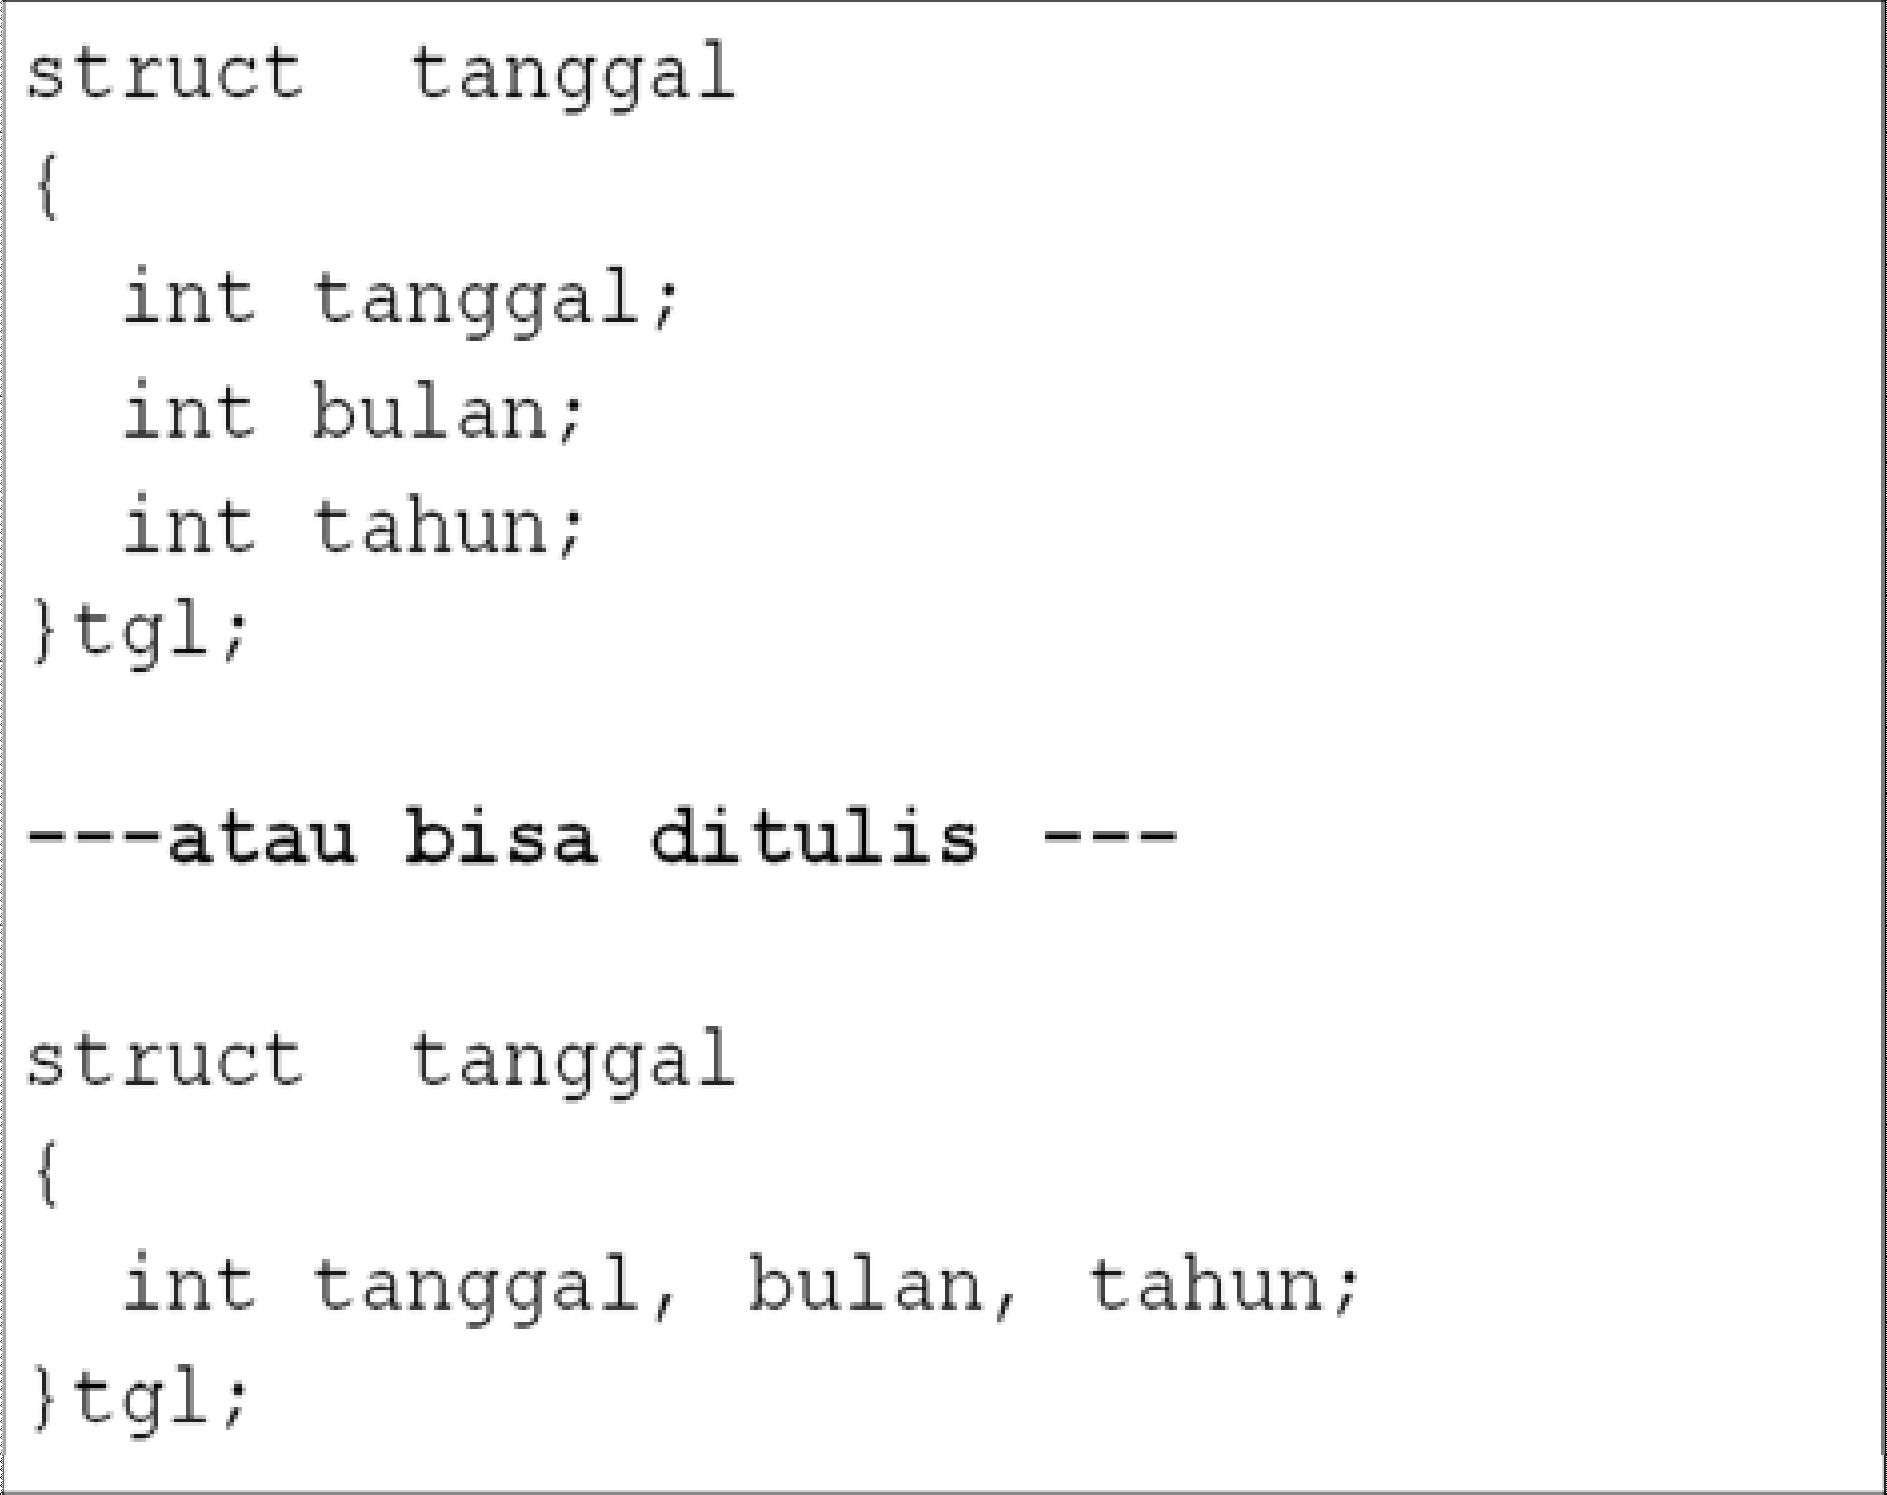 struct  tanggal
{
  int tanggal;
  int bulan;
  int tahun;
}tgl;
---atau bisa ditulis ---
struct  tanggal
{
  int tanggal, bulan, tahun;
}tgl;